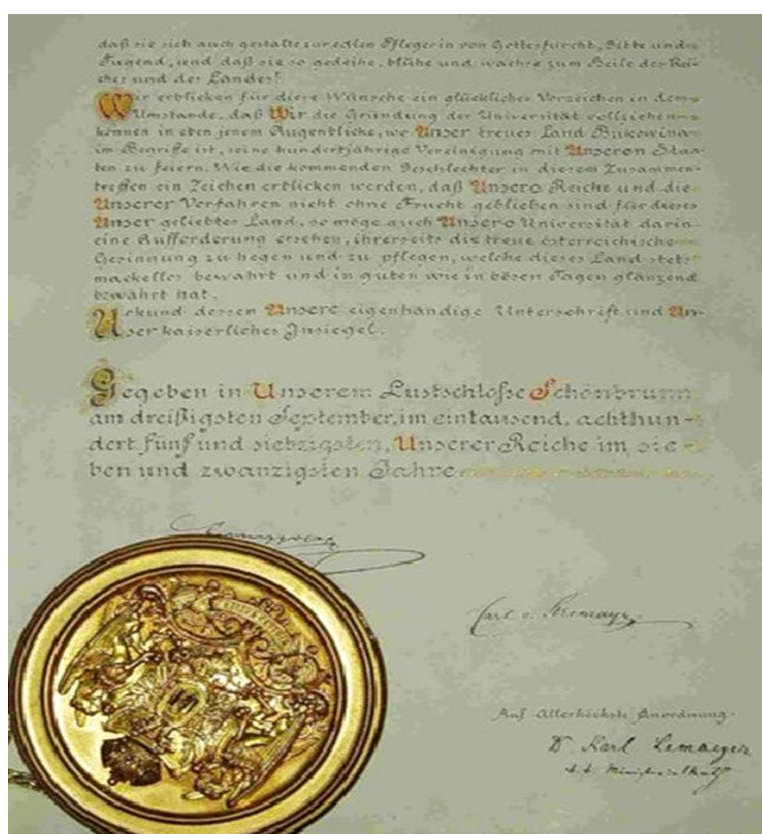 daß sie sich auch gestalte zur edlen Pflegerin von Gottesfurcht, Sitte und
Tugend, und daß sie so gedeihe, blühe und wachse zum Heile des Rei-
ches und des Landes!
Wir erblicken für diese Wünsche ein glückliches Vorzeichen in dem
Umstande, daß Wir die Gründung der Universität vollziehen
können in eben jenem Augenblicke, wo Unser treues Land Bukowina
im Begriffe ist, seine hundertjährige Vereinigung mit Unseren Staa-
ten zu feiern. Wie die kommenden Geschlechter in diesem Zusammen-
treffen ein Zeichen erblicken werden, daß Unsere Reiche und die
Unserer Vorfahren nicht ohne Frucht geblieben sind für dieses
Unser geliebtes Land, so möge auch Unsere Universität darin
eine Aufforderung ersehen, ihrerseits die treue österreichische
Gesinnung zu hegen und zu pflegen, welche dieses Land stets
mackellos bewahrt und in guten wie in bösen Tagen glänzend
bewährt hat.
Urkund dessen Unsere eigenhändige Unterschrift und Un-
ser kaiserliches Insiegel.
Gegeben in Unserem Lustschloße Schönbrunn
am dreißigsten September, im eintausend, achthun-
dert fünf und siebzigsten, Unserer Reiche im sie-
ben und zwanzigsten Jahre
Carl v. Stremayr
Auf Allerhöchste Anordnung:
Dr Karl Lemayer
k. k. Ministerialrath